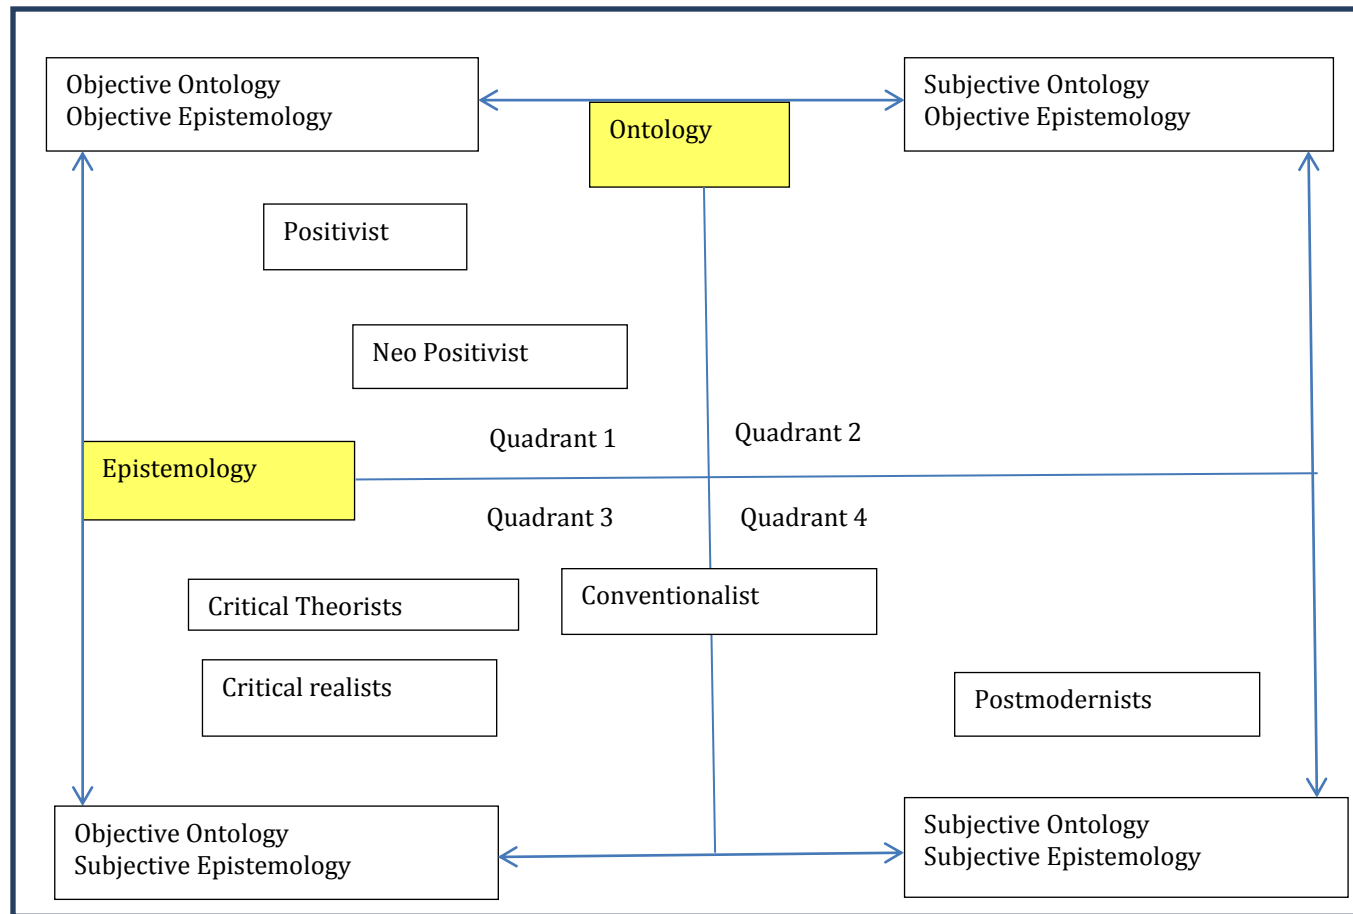 Objective Ontology
Objective Epistemology
Subjective Ontology
Objective Epistemology
Ontology
Positivist
Neo Positivist
Quadrant 1
Quadrant 2
Epistemology
Quadrant 3
Quadrant 4
Critical Theorists
Conventionalist
Critical realists
Postmodernists
Objective Ontology
Subjective Epistemology
Subjective Ontology
Subjective Epistemology